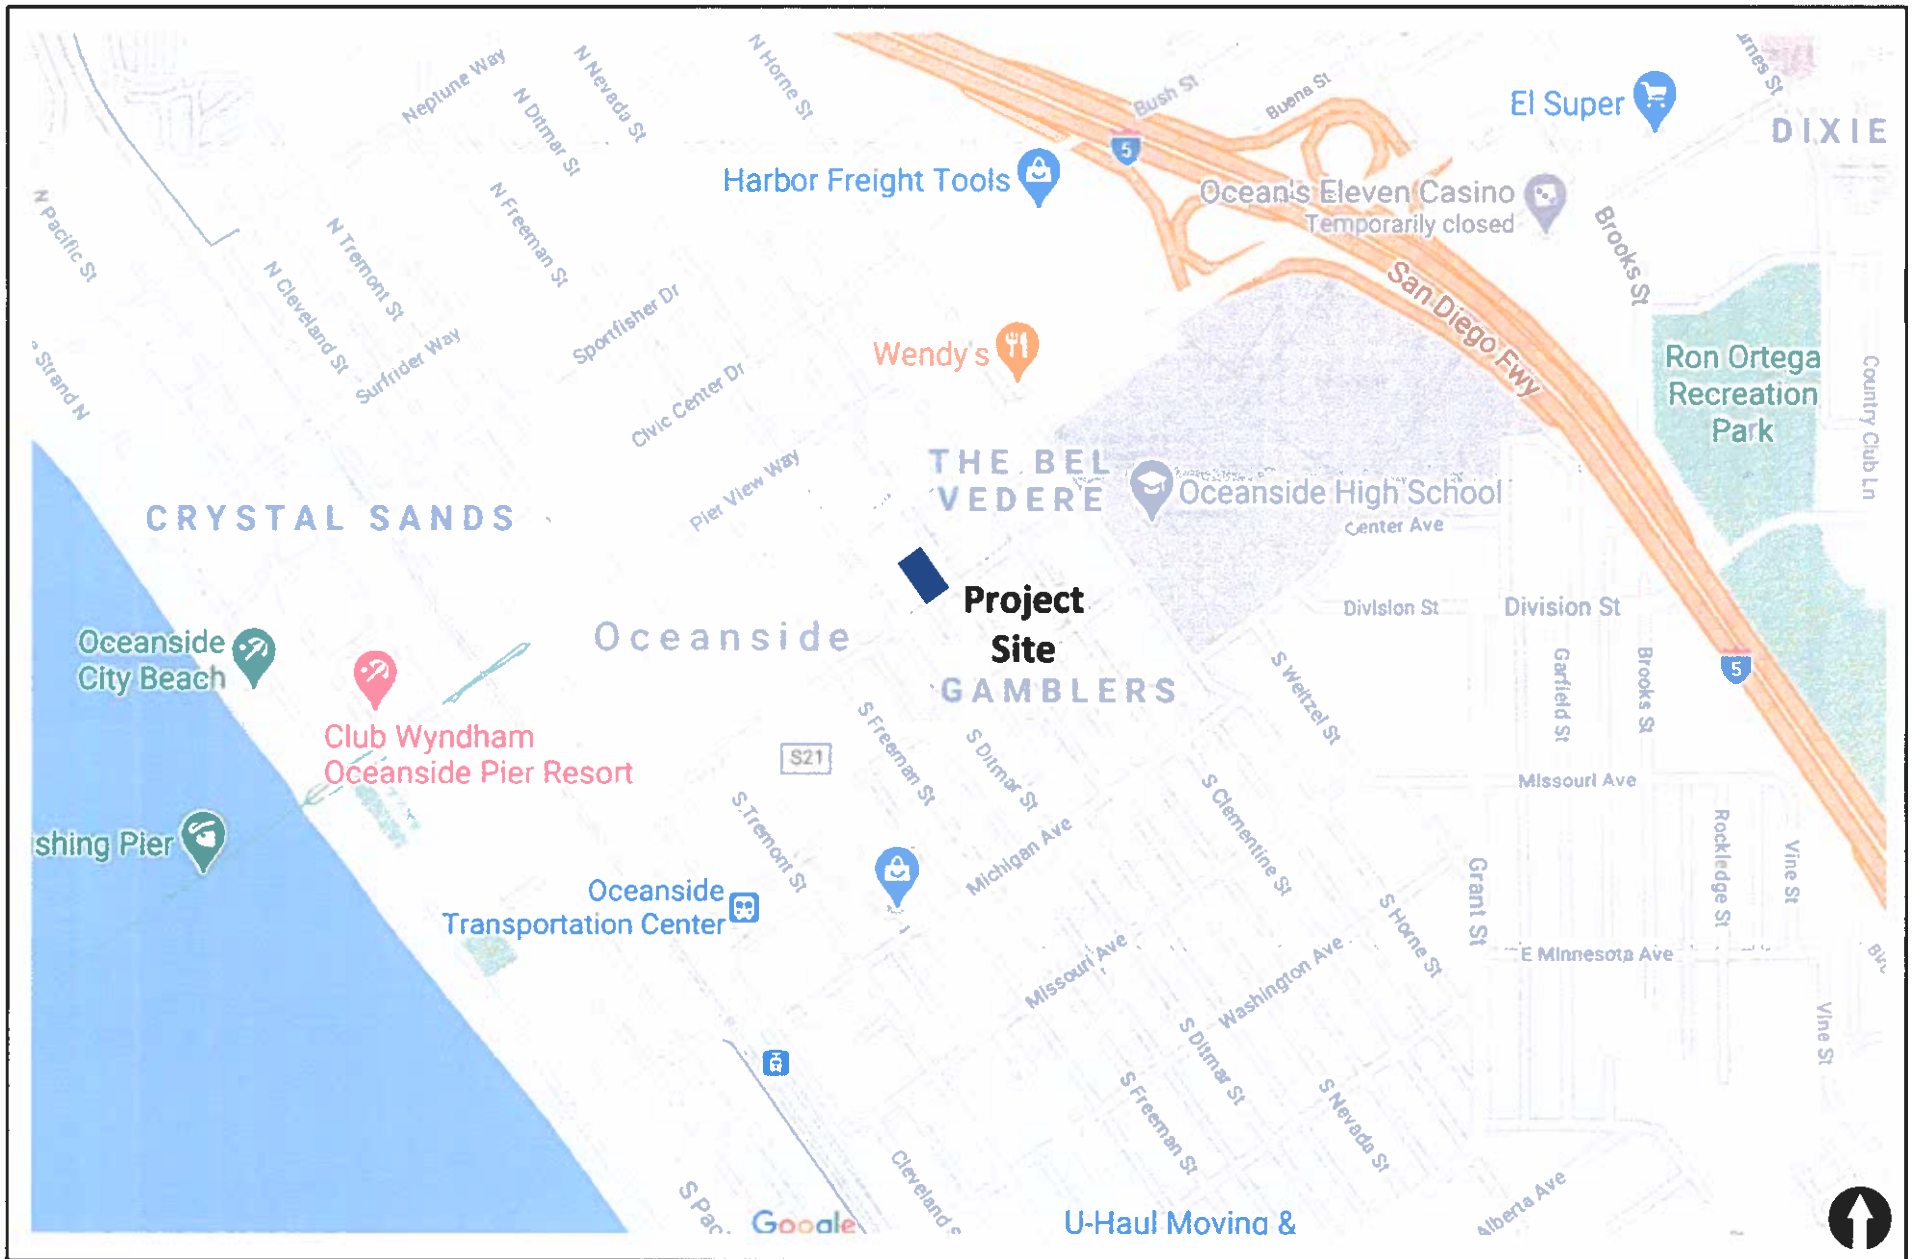 Neptune Way
N Nevada St
N Horne St
N Ditmar St
Bush St
Buena St
El Super
DIXIE
5
Harbor Freight Tools
Ocean's Eleven Casino
Temporarily closed
N Pacific St
N Freeman St
N Tremont St
N Cleveland St
Brooks St
San Diego Fwy
Sportfisher Dr
Surfrider Way
Wendy's
Civic Center Dr
Strand N
Ron Ortega
Recreation
Park
Country Club Ln
THE BEL
VEDERE
Pier View Way
Oceanside High School
Center Ave
CRYSTAL SANDS
Project
Site
Division St
Division St
Oceanside
Oceanside
City Beach
GAMBLERS
S Weitzel St
Garfield St
Brooks St
5
Club Wyndham
Oceanside Pier Resort
S21
S Freeman St
S Ditmar St
Missouri Ave
S Clementine St
S Tremont St
Michigan Ave
Rockledge St
Vine St
shing Pier
Oceanside
Transportation Center
Grant St
S Horne St
Missouri Ave
Washington Ave
E Minnesota Ave
Vine St
S Ditmar St
S Freeman St
S Nevada St
Cleveland S
S Pac
Google
U-Haul Moving &
Alberta Ave